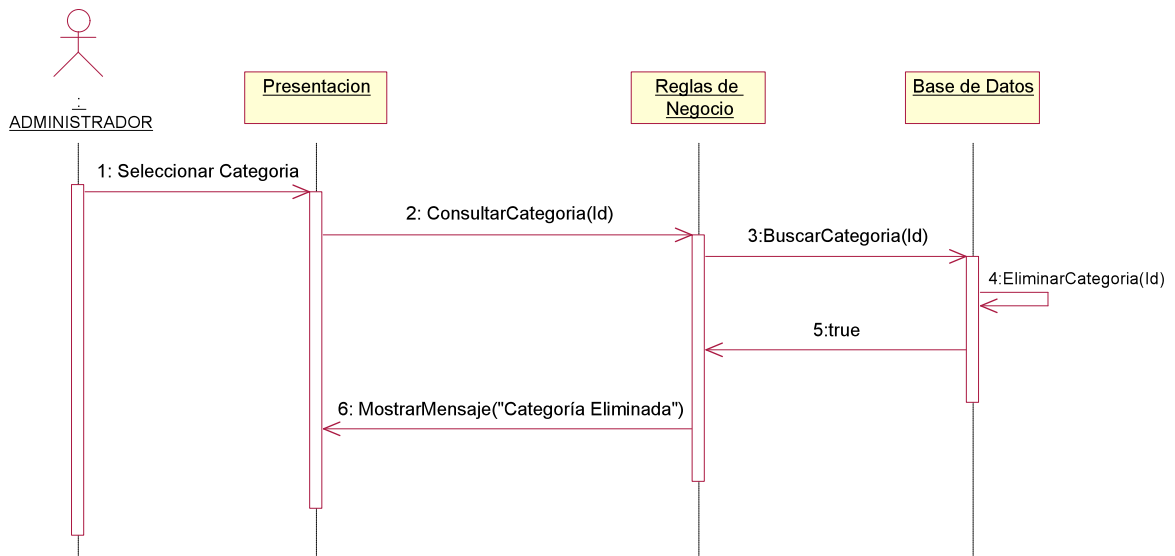 :
ADMINISTRADOR
Presentacion
Reglas de
Negocio
Base de Datos
1: Seleccionar Categoria
2: ConsultarCategoria(Id)
3:BuscarCategoria(Id)
4:EliminarCategoria(Id)
5:true
6: MostrarMensaje("Categoría Eliminada")